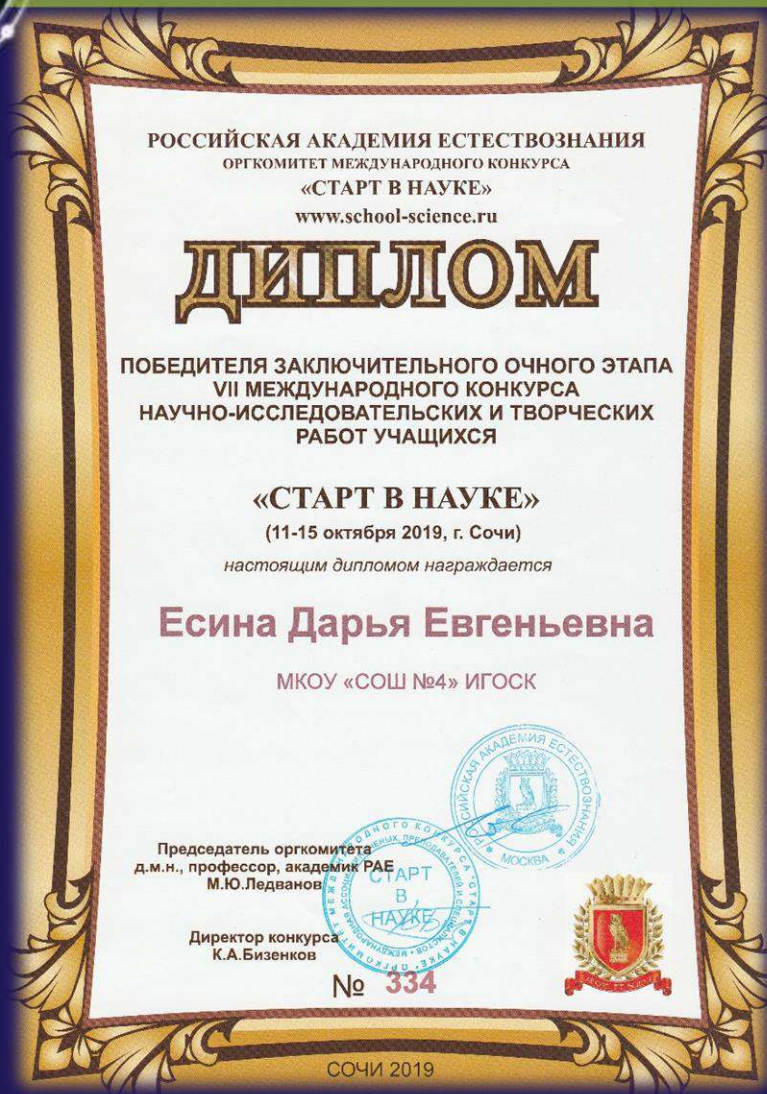 РОССИЙСКАЯ АКАДЕМИЯ ЕСТЕСТВОЗНАНИЯ
ОРГКОМИТЕТ МЕЖДУНАРОДНОГО КОНКУРСА
«СТАРТ В НАУКЕ»
www.school-science.ru
ДИПЛОМ
ПОБЕДИТЕЛЯ ЗАКЛЮЧИТЕЛЬНОГО ОЧНОГО ЭТАПА
VII МЕЖДУНАРОДНОГО КОНКУРСА
НАУЧНО-ИССЛЕДОВАТЕЛЬСКИХ И ТВОРЧЕСКИХ
РАБОТ УЧАЩИХСЯ
«СТАРТ В НАУКЕ»
(11-15 октября 2019, г. Сочи)
настоящим дипломом награждается
Есина Дарья Евгеньевна
МКОУ «СОШ №4» ИГОСК
РОССИЙСКАЯ АКАДЕМИЯ ЕСТЕСТВОЗНАНИЯ
МОСКВА
Председатель оргкомитета
д.м.н., профессор, академик РАЕ
М.Ю.Ледванов
СТАРТ
В
НАУКЕ
Директор конкурса
К.А.Бизенков
№ 334
СОЧИ 2019